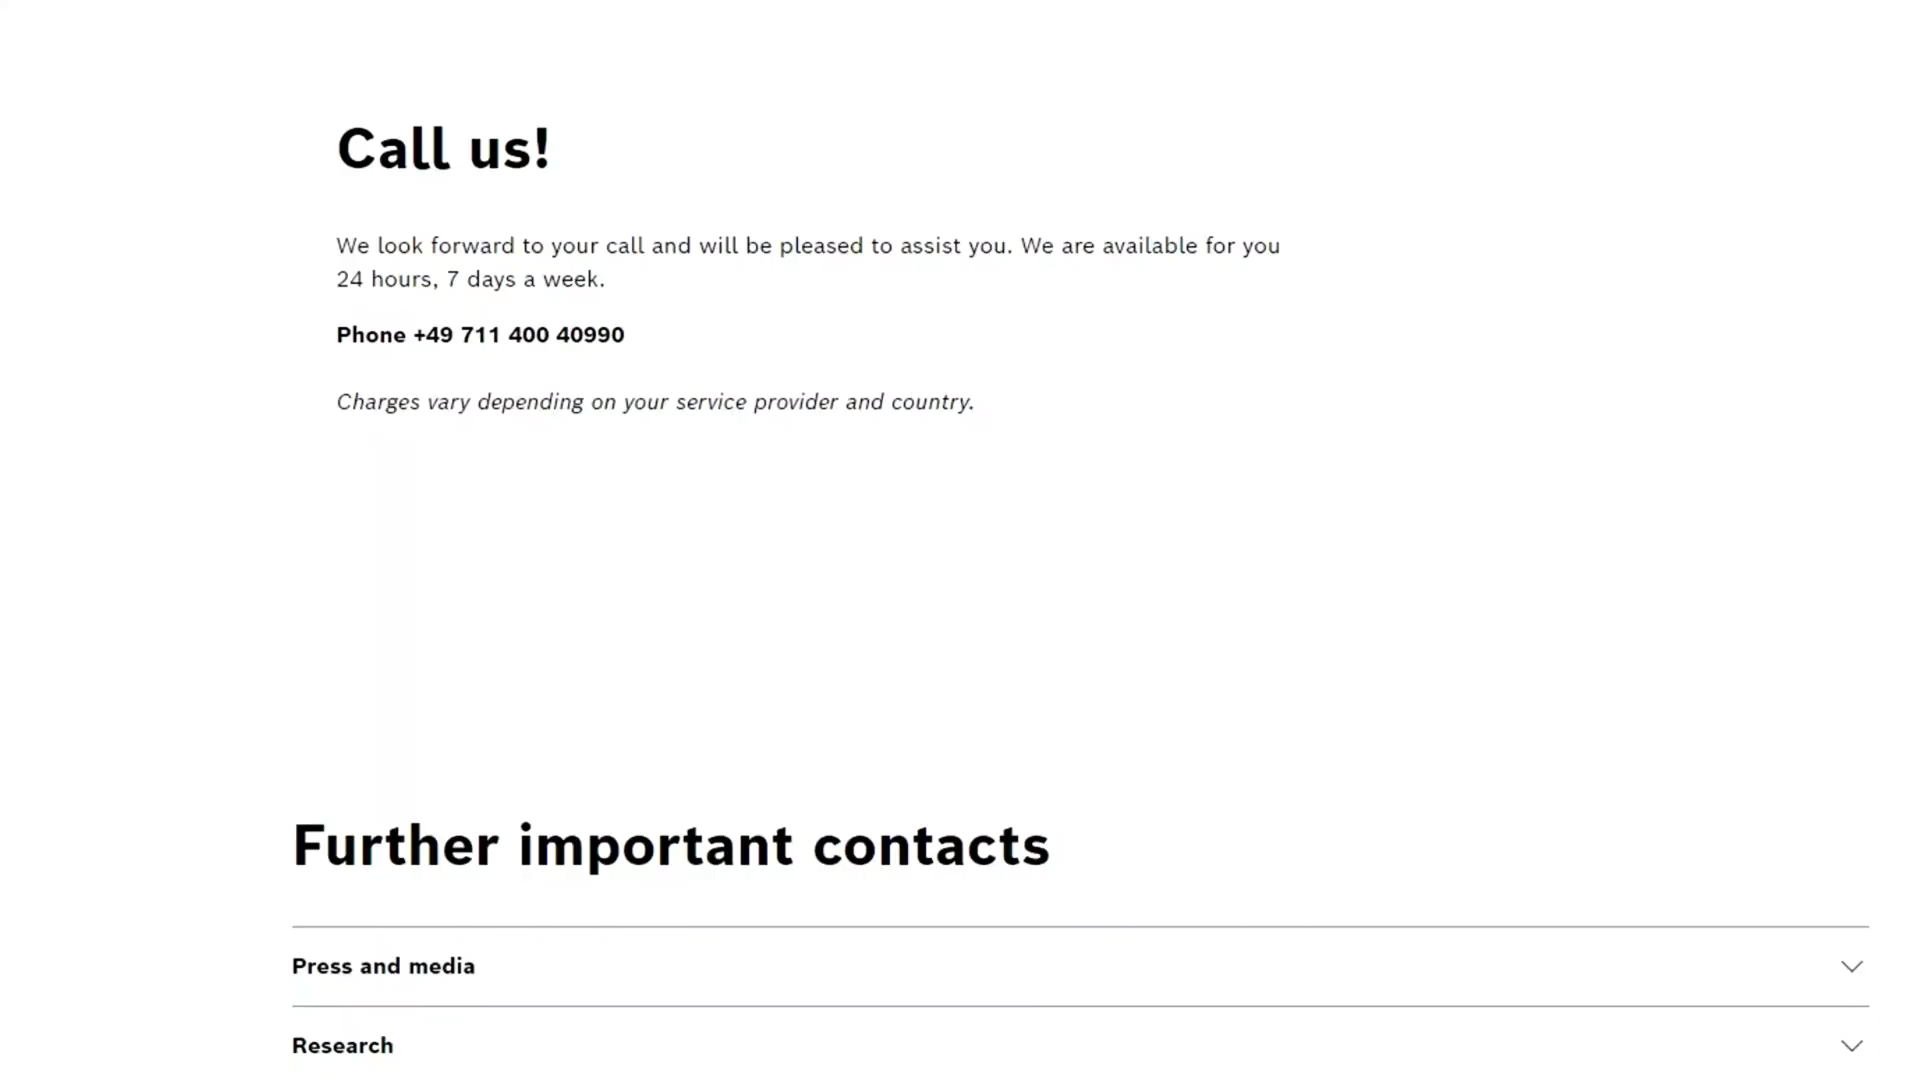 Call us!
We look forward to your call and will be pleased to assist you. We are available for you
24 hours, 7 days a week.
Phone +49 711 400 40990
Charges vary depending on your service provider and country.
Further important contacts
Press and media
Research